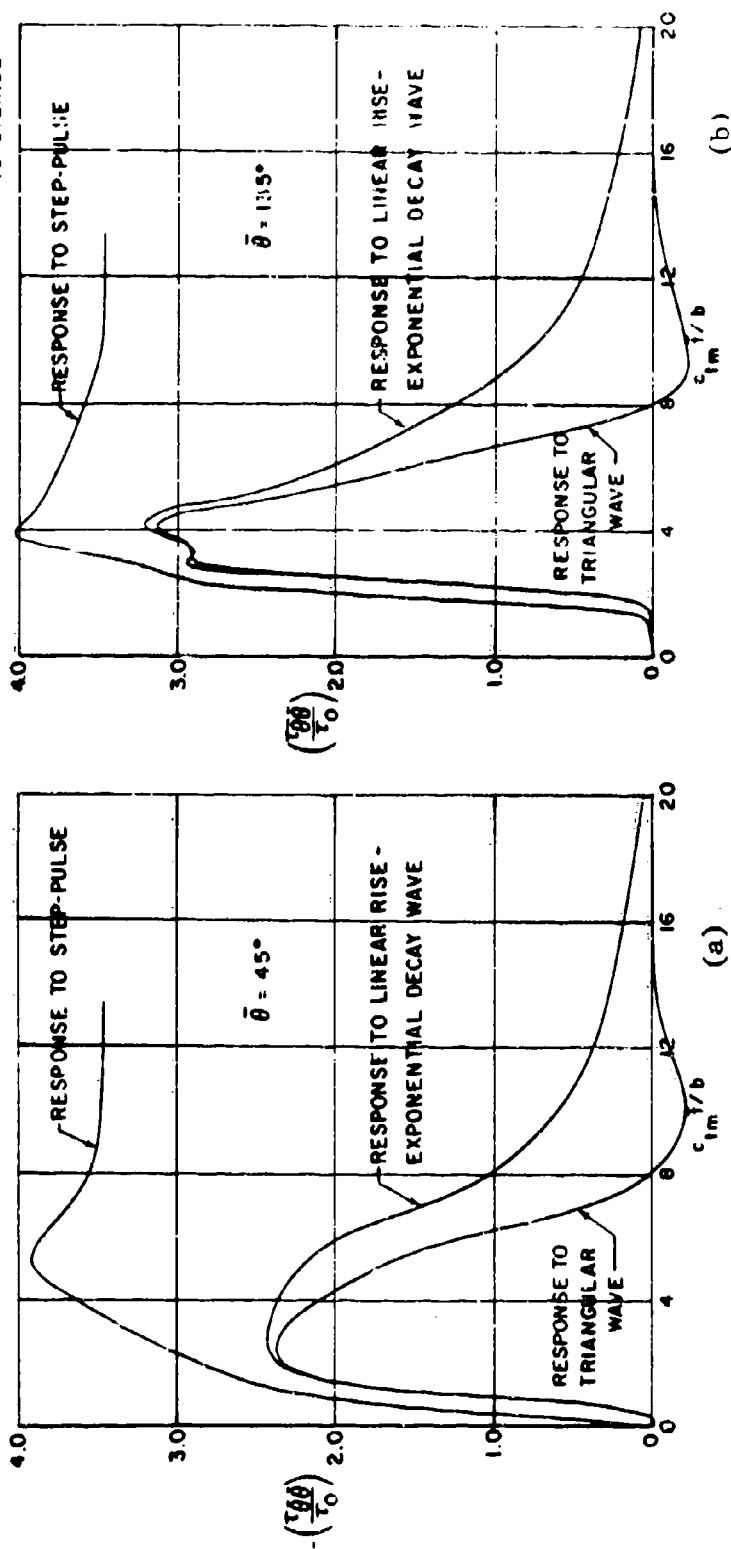 4.0
3.0
2.0
1.0
0
-(τθθ/τ0)
RESPONSE TO STEP-PULSE
θ̄ = 45°
RESPONSE TO LINEAR RISE-
EXPONENTIAL DECAY WAVE
RESPONSE TO
TRIANGULAR
WAVE
0 4 8 12 16 20
(a)
4.0
3.0
2.0
1.0
0
(τθθ/τ0)
RESPONSE TO STEP-PULSE
θ̄ = 135°
RESPONSE TO LINEAR RISE-
EXPONENTIAL DECAY WAVE
RESPONSE TO
TRIANGULAR
WAVE
0 4 8 12 16 20
(b)